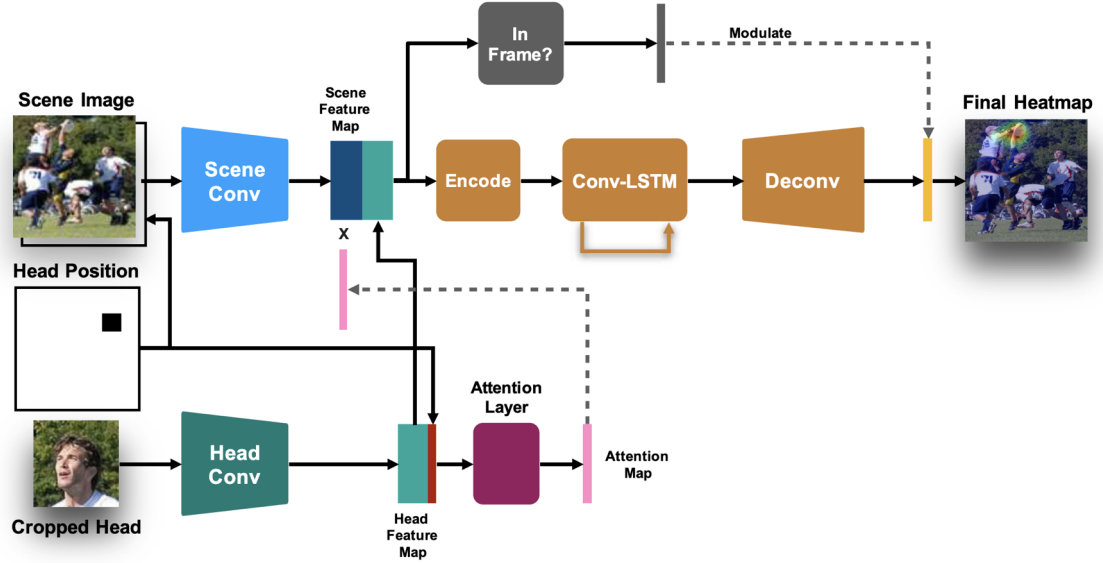 In
Frame?
Modulate
Scene Image
Scene
Feature
Map
Final Heatmap
Scene
Conv
Encode
Conv-LSTM
Deconv
X
Head Position
Attention
Layer
Head
Conv
Attention
Map
Cropped Head
Head
Feature
Map